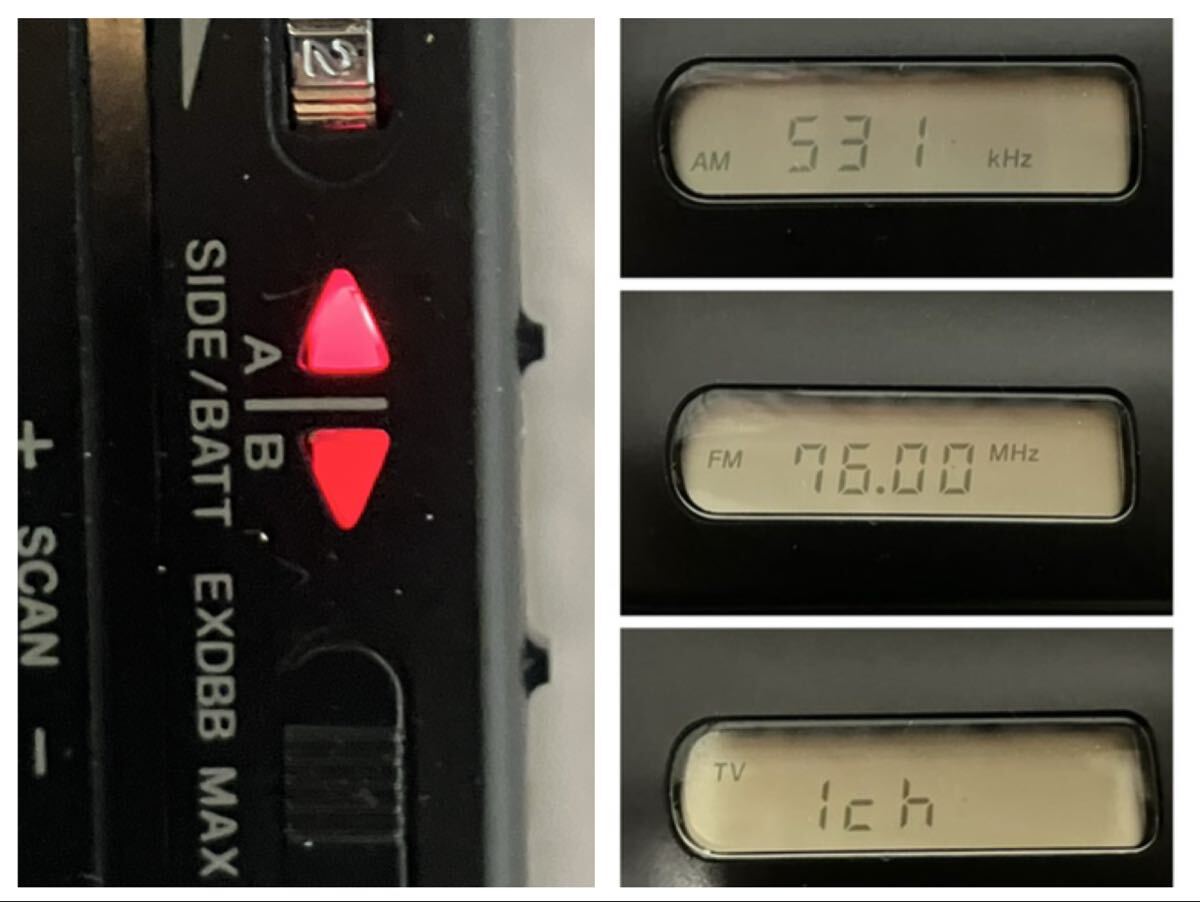 2
A
B
SIDE/BATT EXDBB MAX
+ SCAN −
AM 531 kHz
FM 76.00 MHz
TV
1ch